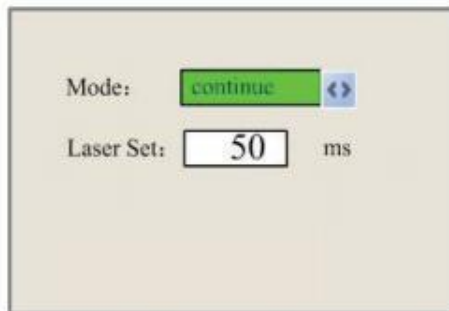 Mode： continue <>
Laser Set： 50 ms